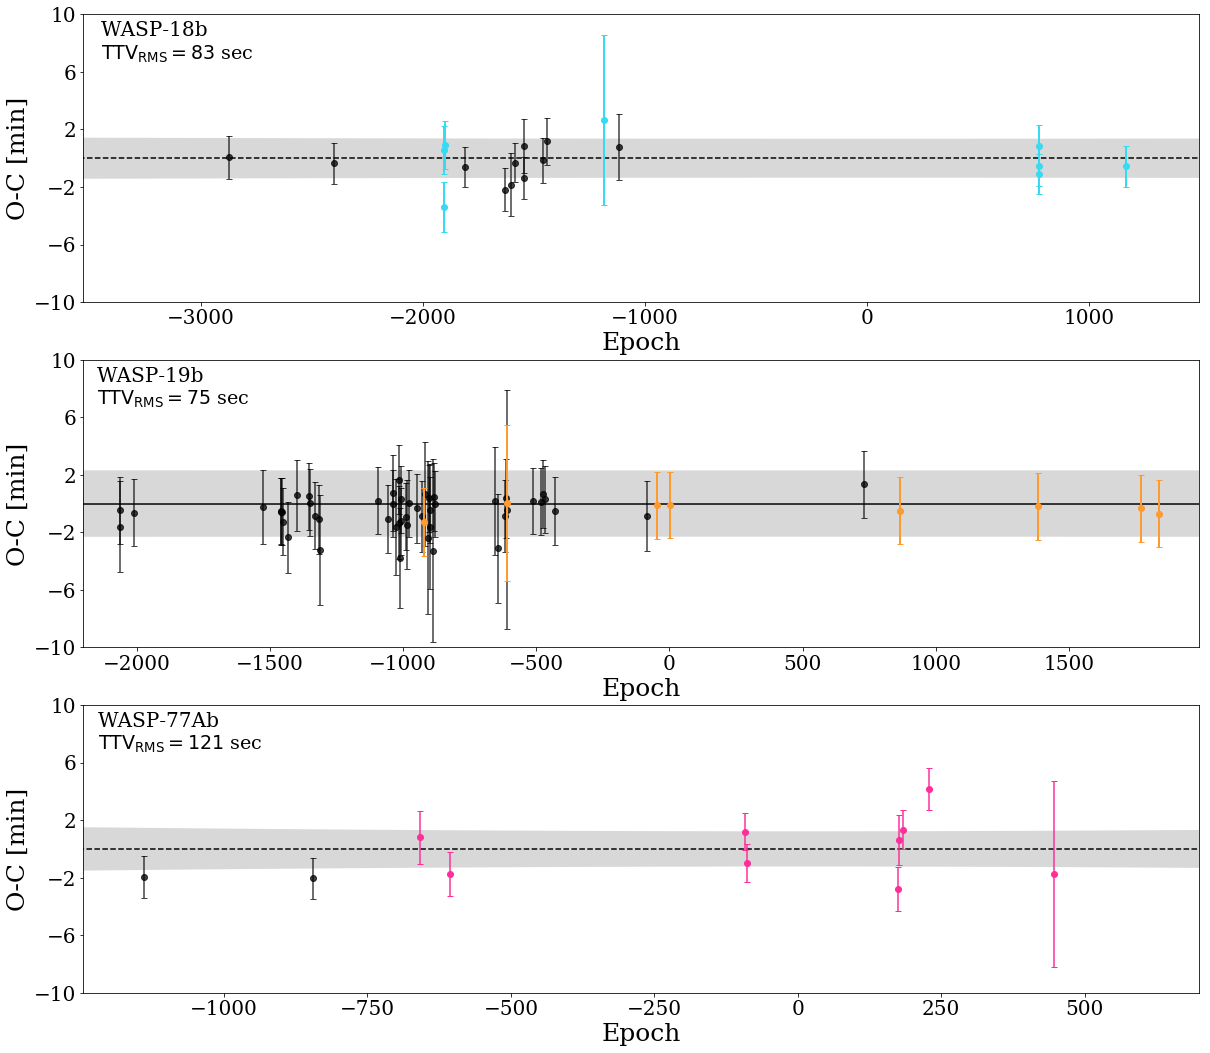 WASP-18b
TTV_RMS = 83 sec
O-C [min]
10
6
2
−2
−6
−10
−3000 −2000 −1000 0 1000
Epoch
WASP-19b
TTV_RMS = 75 sec
O-C [min]
10
6
2
−2
−6
−10
−2000 −1500 −1000 −500 0 500 1000 1500
Epoch
WASP-77Ab
TTV_RMS = 121 sec
O-C [min]
10
6
2
−2
−6
−10
−1000 −750 −500 −250 0 250 500
Epoch